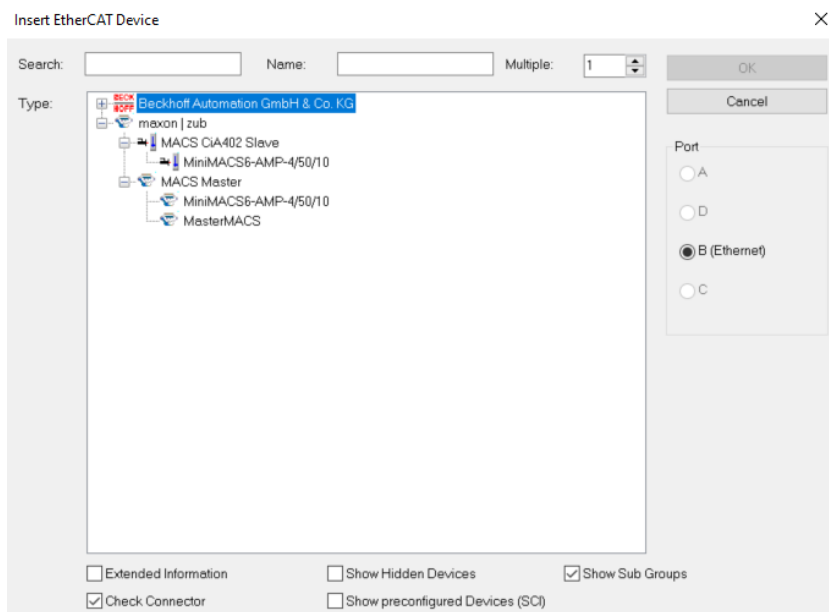 Insert EtherCAT Device
Search:
Name:
Multiple: 1
OK
Type:
BECK
HOFF
Beckhoff Automation GmbH & Co. KG
Cancel
maxon | zub
MACS CiA402 Slave
MiniMACS6-AMP-4/50/10
MACS Master
MiniMACS6-AMP-4/50/10
MasterMACS
Port
A
D
B (Ethernet)
C
Extended Information
Show Hidden Devices
Show Sub Groups
Check Connector
Show preconfigured Devices (SCI)